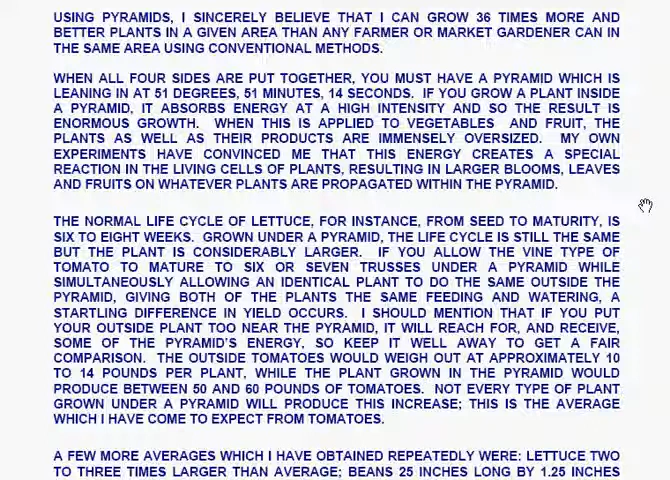 USING PYRAMIDS, I SINCERELY BELIEVE THAT I CAN GROW 36 TIMES MORE AND
BETTER PLANTS IN A GIVEN AREA THAN ANY FARMER OR MARKET GARDENER CAN IN
THE SAME AREA USING CONVENTIONAL METHODS.
WHEN ALL FOUR SIDES ARE PUT TOGETHER, YOU MUST HAVE A PYRAMID WHICH IS
LEANING IN AT 51 DEGREES, 51 MINUTES, 14 SECONDS. IF YOU GROW A PLANT INSIDE
A PYRAMID, IT ABSORBS ENERGY AT A HIGH INTENSITY AND SO THE RESULT IS
ENORMOUS GROWTH. WHEN THIS IS APPLIED TO VEGETABLES AND FRUIT, THE
PLANTS AS WELL AS THEIR PRODUCTS ARE IMMENSELY OVERSIZED. MY OWN
EXPERIMENTS HAVE CONVINCED ME THAT THIS ENERGY CREATES A SPECIAL
REACTION IN THE LIVING CELLS OF PLANTS, RESULTING IN LARGER BLOOMS, LEAVES
AND FRUITS ON WHATEVER PLANTS ARE PROPAGATED WITHIN THE PYRAMID.
THE NORMAL LIFE CYCLE OF LETTUCE, FOR INSTANCE, FROM SEED TO MATURITY, IS
SIX TO EIGHT WEEKS. GROWN UNDER A PYRAMID, THE LIFE CYCLE IS STILL THE SAME
BUT THE PLANT IS CONSIDERABLY LARGER. IF YOU ALLOW THE VINE TYPE OF
TOMATO TO MATURE TO SIX OR SEVEN TRUSSES UNDER A PYRAMID WHILE
SIMULTANEOUSLY ALLOWING AN IDENTICAL PLANT TO DO THE SAME OUTSIDE THE
PYRAMID, GIVING BOTH OF THE PLANTS THE SAME FEEDING AND WATERING, A
STARTLING DIFFERENCE IN YIELD OCCURS. I SHOULD MENTION THAT IF YOU PUT
YOUR OUTSIDE PLANT TOO NEAR THE PYRAMID, IT WILL REACH FOR, AND RECEIVE,
SOME OF THE PYRAMID'S ENERGY, SO KEEP IT WELL AWAY TO GET A FAIR
COMPARISON. THE OUTSIDE TOMATOES WOULD WEIGH OUT AT APPROXIMATELY 10
TO 14 POUNDS PER PLANT, WHILE THE PLANT GROWN IN THE PYRAMID WOULD
PRODUCE BETWEEN 50 AND 60 POUNDS OF TOMATOES. NOT EVERY TYPE OF PLANT
GROWN UNDER A PYRAMID WILL PRODUCE THIS INCREASE; THIS IS THE AVERAGE
WHICH I HAVE COME TO EXPECT FROM TOMATOES.
A FEW MORE AVERAGES WHICH I HAVE OBTAINED REPEATEDLY WERE: LETTUCE TWO
TO THREE TIMES LARGER THAN AVERAGE; BEANS 25 INCHES LONG BY 1.25 INCHES